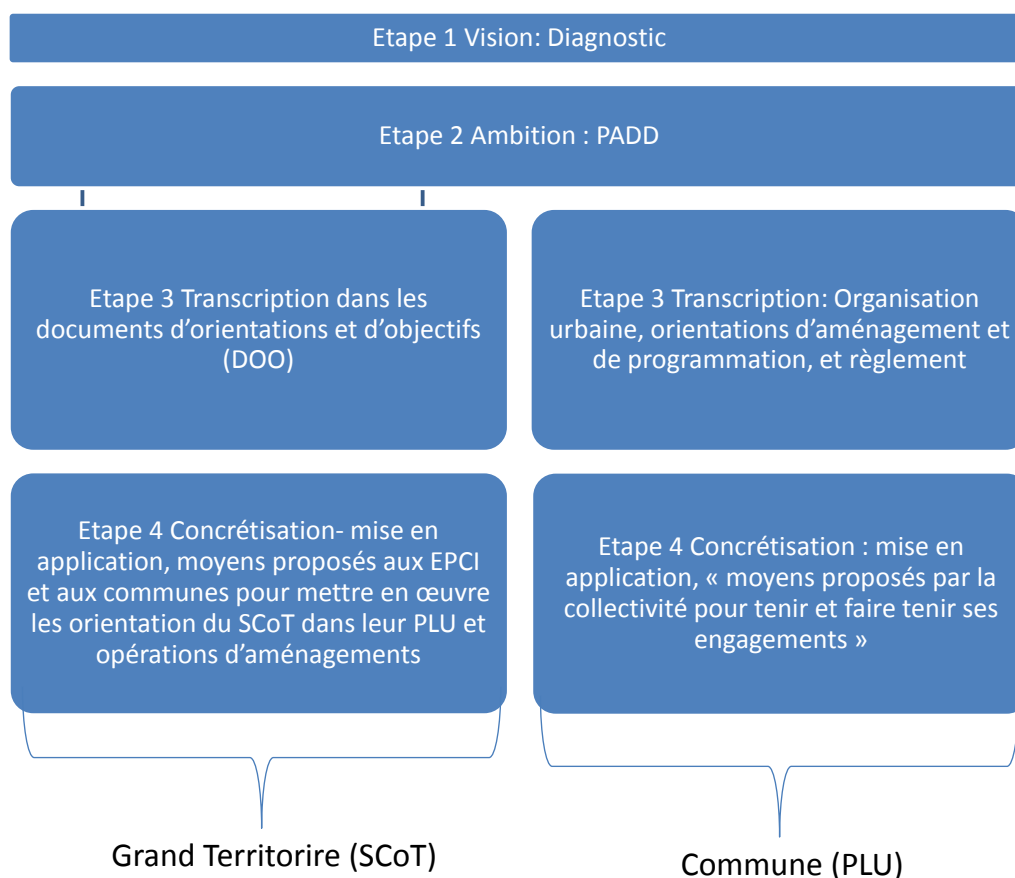 Etape 1 Vision: Diagnostic
Etape 2 Ambition : PADD
Etape 3 Transcription dans les
documents d’orientations et d’objectifs
(DOO)
Etape 3 Transcription: Organisation
urbaine, orientations d’aménagement et
de programmation, et règlement
Etape 4 Concrétisation- mise en
application, moyens proposés aux EPCI
et aux communes pour mettre en œuvre
les orientation du SCoT dans leur PLU et
opérations d’aménagements
Etape 4 Concrétisation : mise en
application, « moyens proposés par la
collectivité pour tenir et faire tenir ses
engagements »
Grand Territorire (SCoT)
Commune (PLU)